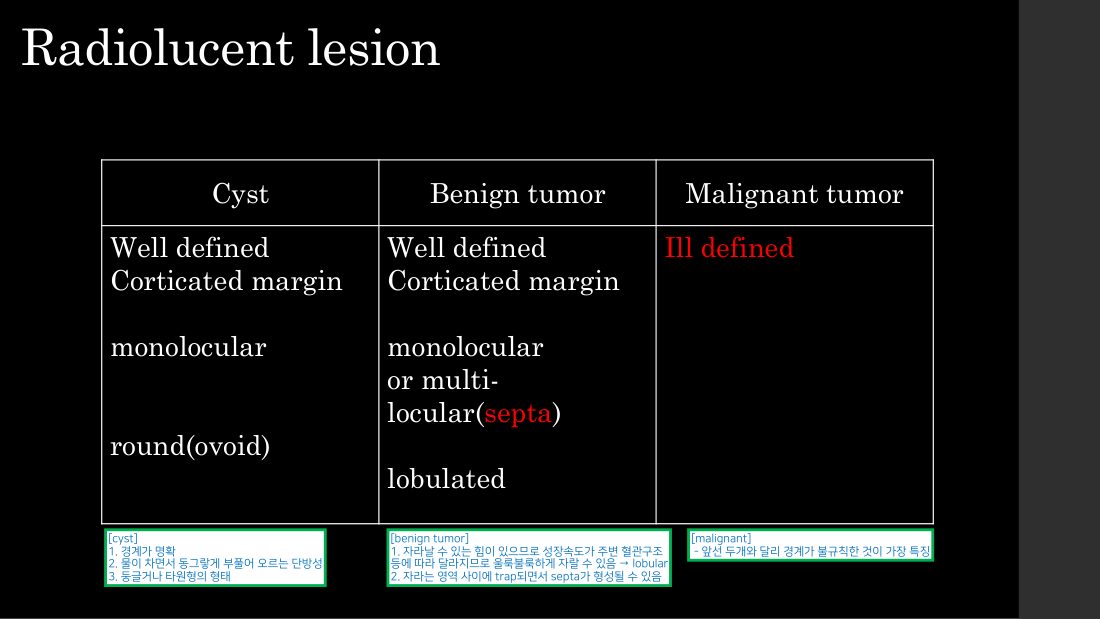 Radiolucent lesion
Cyst
Benign tumor
Malignant tumor
Well defined
Corticated margin
monolocular
round(ovoid)
Well defined
Corticated margin
monolocular
or multi-
locular(septa)
lobulated
Ill defined
[cyst]
1. 경계가 명확
2. 물이 차면서 동그랗게 부풀어 오르는 단방성
3. 둥글거나 타원형의 형태
[benign tumor]
1. 자라날 수 있는 힘이 있으므로 성장속도가 주변 혈관구조
등에 따라 달라지므로 울룩불룩하게 자랄 수 있음 → lobular
2. 자라는 영역 사이에 trap되면서 septa가 형성될 수 있음
[malignant]
- 앞선 두개와 달리 경계가 불규칙한 것이 가장 특징